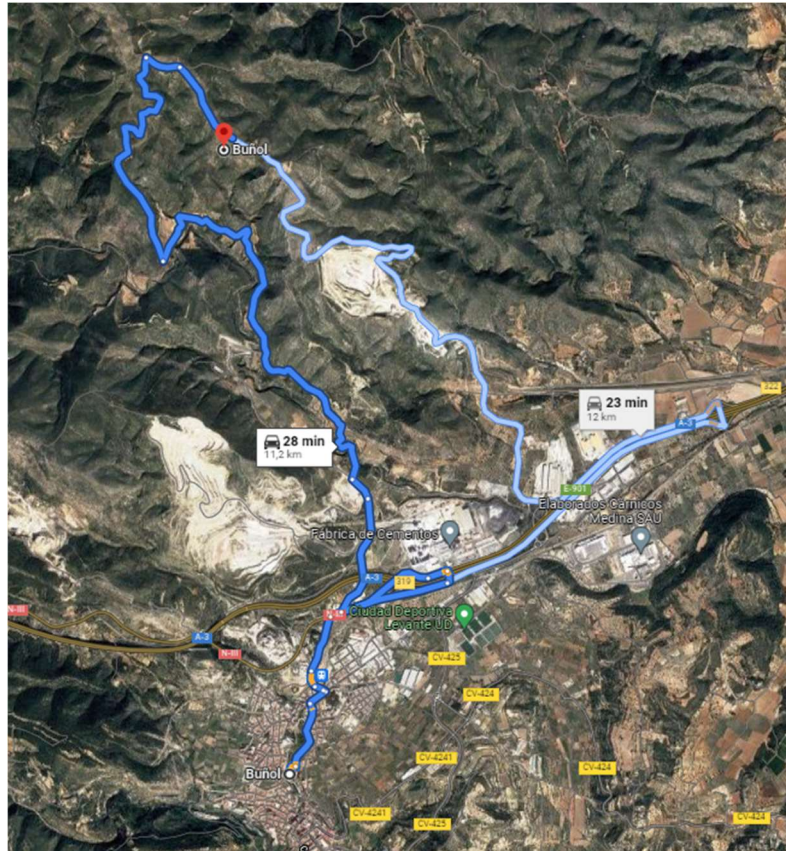 Buñol
322
23 min
12 km
A-3
28 min
11,2 km
E-901
Elaborados Cárnicos
Medina SAU
Fábrica de Cementos
A-3
319
N-III
Ciudad Deportiva
Levante UD
A-3
N-III
CV-425
CV-424
CV-4241
CV-424
Buñol
CV-4241
CV-425
CV-424